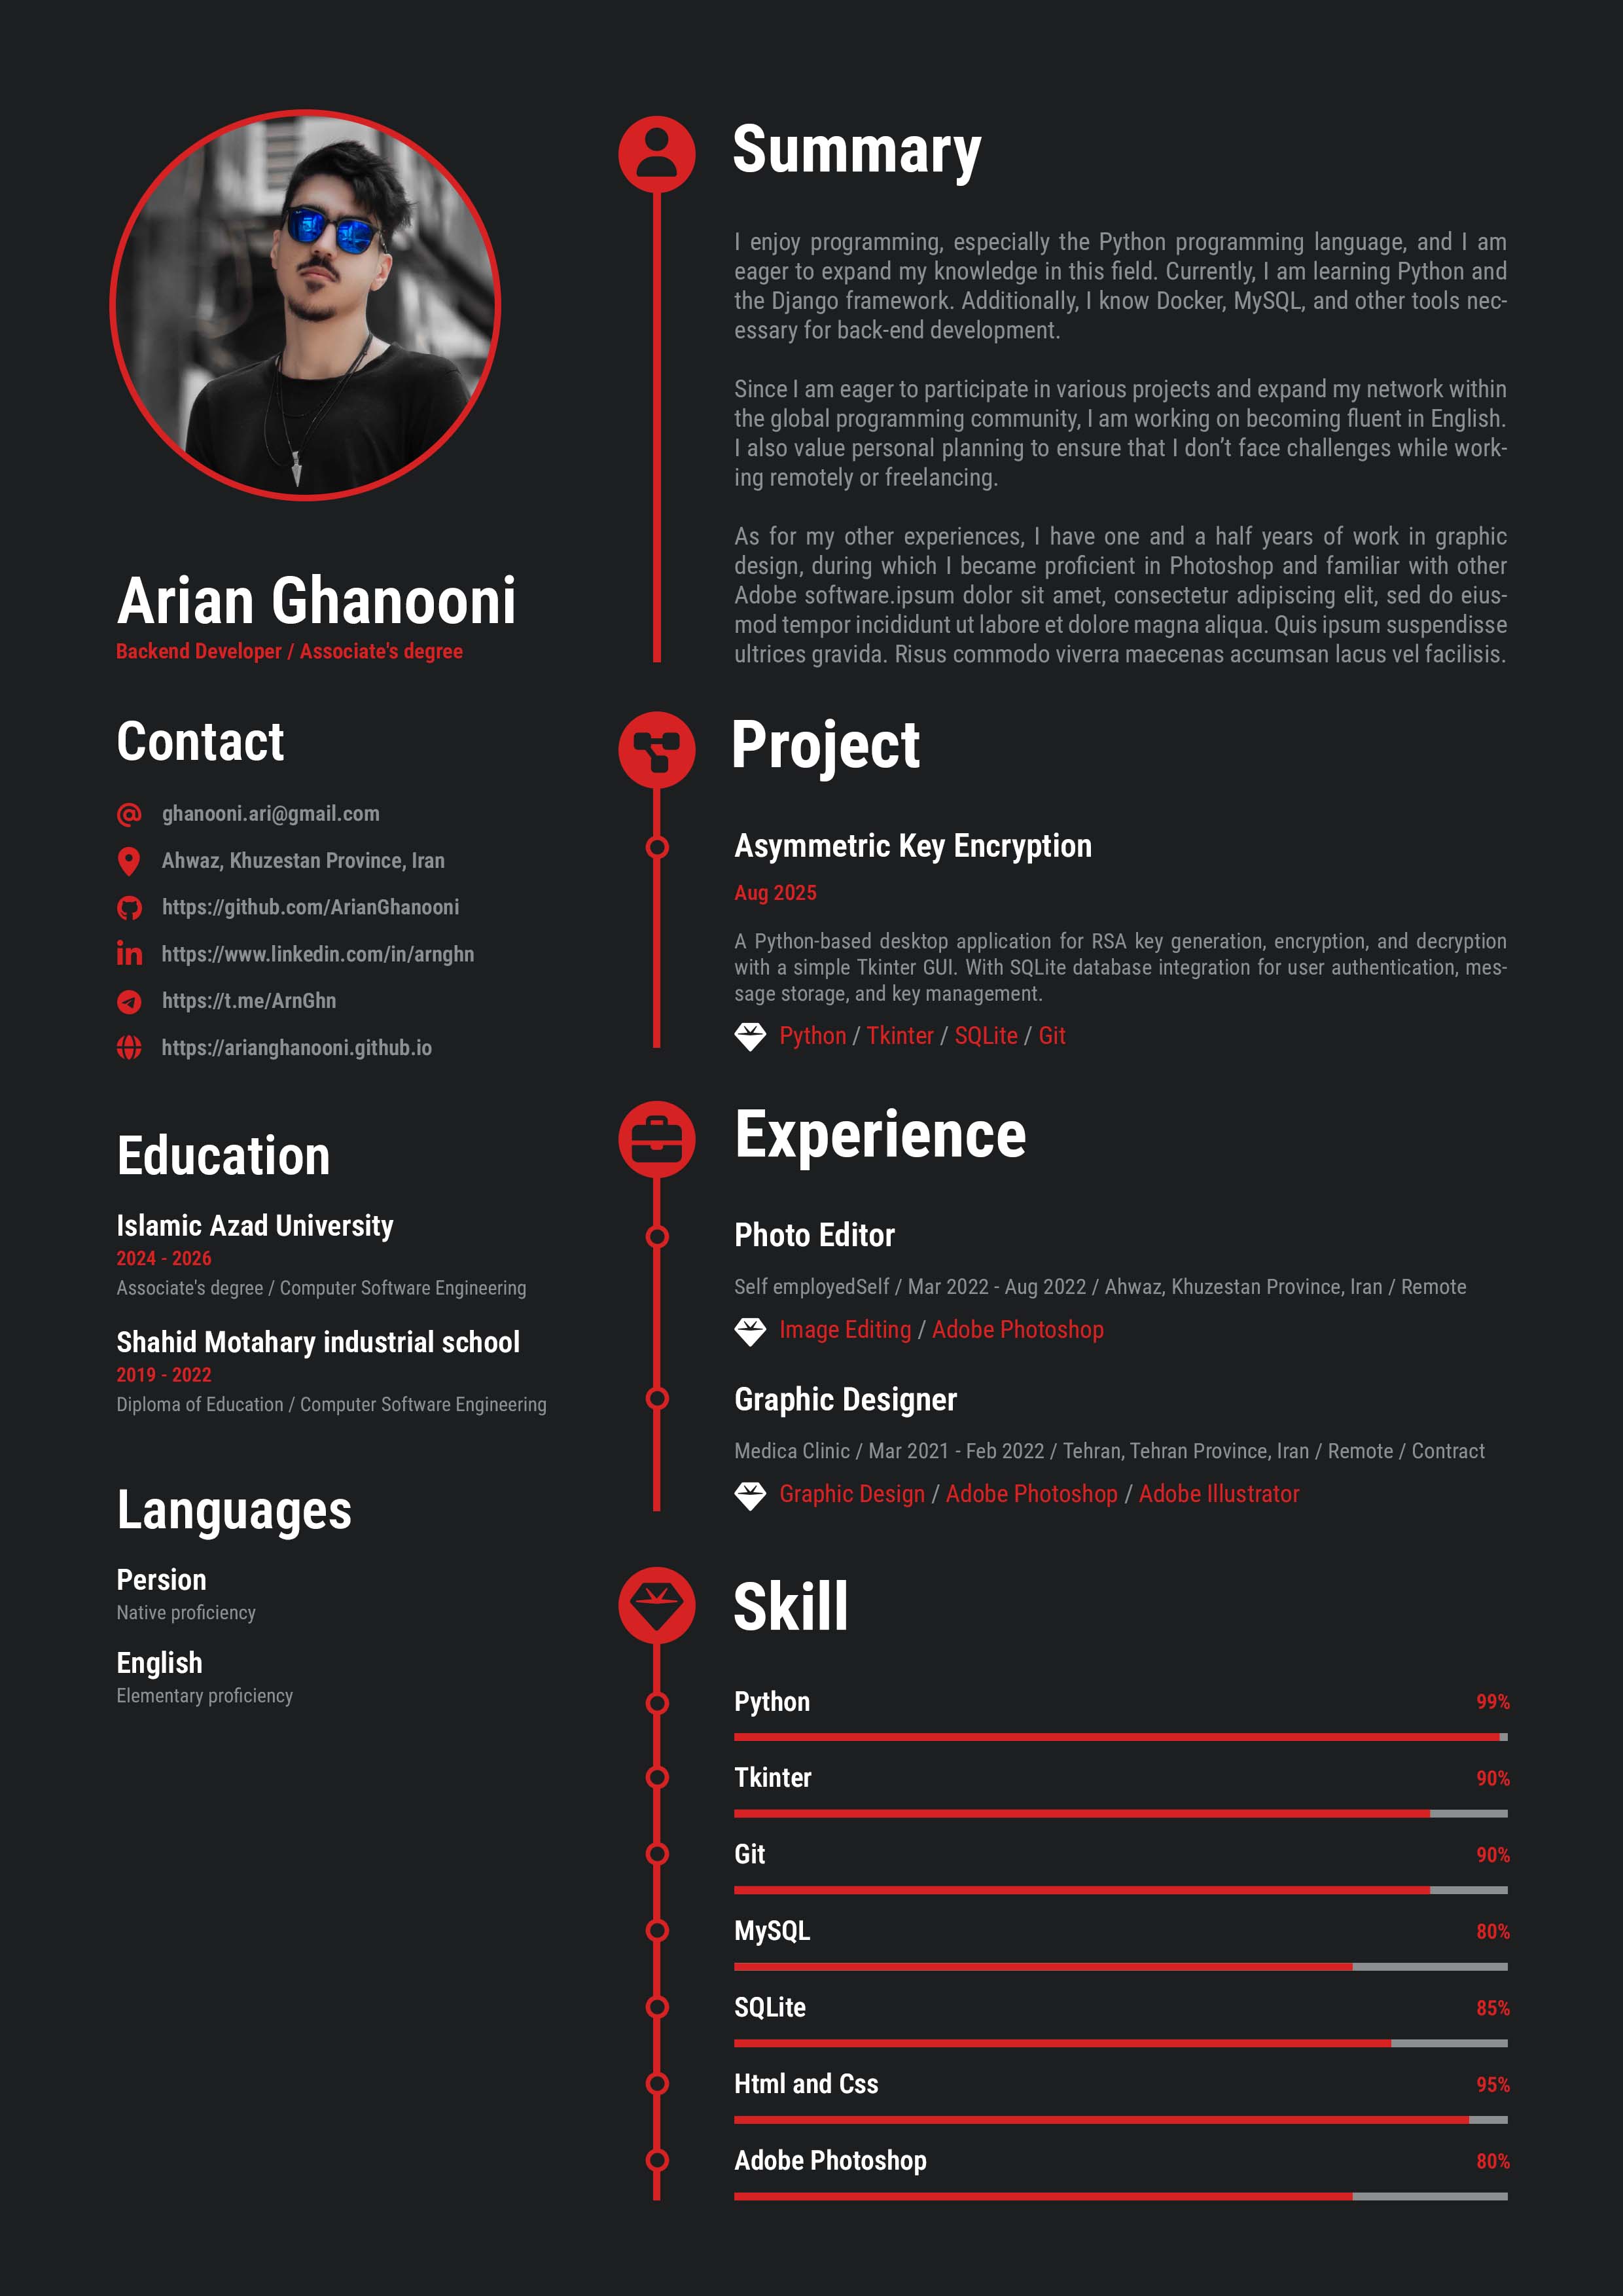 Arian Ghanooni
Backend Developer / Associate's degree
Contact
ghanooni.ari@gmail.com
Ahwaz, Khuzestan Province, Iran
https://github.com/ArianGhanooni
https://www.linkedin.com/in/arnghn
https://t.me/ArnGhn
https://arianghanooni.github.io
Education
Islamic Azad University
2024 - 2026
Associate's degree / Computer Software Engineering
Shahid Motahary industrial school
2019 - 2022
Diploma of Education / Computer Software Engineering
Languages
Persion
Native proficiency
English
Elementary proficiency
Summary
I enjoy programming, especially the Python programming language, and I am
eager to expand my knowledge in this field. Currently, I am learning Python and
the Django framework. Additionally, I know Docker, MySQL, and other tools nec-
essary for back-end development.
Since I am eager to participate in various projects and expand my network within
the global programming community, I am working on becoming fluent in English.
I also value personal planning to ensure that I don’t face challenges while work-
ing remotely or freelancing.
As for my other experiences, I have one and a half years of work in graphic
design, during which I became proficient in Photoshop and familiar with other
Adobe software.ipsum dolor sit amet, consectetur adipiscing elit, sed do eius-
mod tempor incididunt ut labore et dolore magna aliqua. Quis ipsum suspendisse
ultrices gravida. Risus commodo viverra maecenas accumsan lacus vel facilisis.
Project
Asymmetric Key Encryption
Aug 2025
A Python-based desktop application for RSA key generation, encryption, and decryption
with a simple Tkinter GUI. With SQLite database integration for user authentication, mes-
sage storage, and key management.
Python / Tkinter / SQLite / Git
Experience
Photo Editor
Self employedSelf / Mar 2022 - Aug 2022 / Ahwaz, Khuzestan Province, Iran / Remote
Image Editing / Adobe Photoshop
Graphic Designer
Medica Clinic / Mar 2021 - Feb 2022 / Tehran, Tehran Province, Iran / Remote / Contract
Graphic Design / Adobe Photoshop / Adobe Illustrator
Skill
Python 99%
Tkinter 90%
Git 90%
MySQL 80%
SQLite 85%
Html and Css 95%
Adobe Photoshop 80%